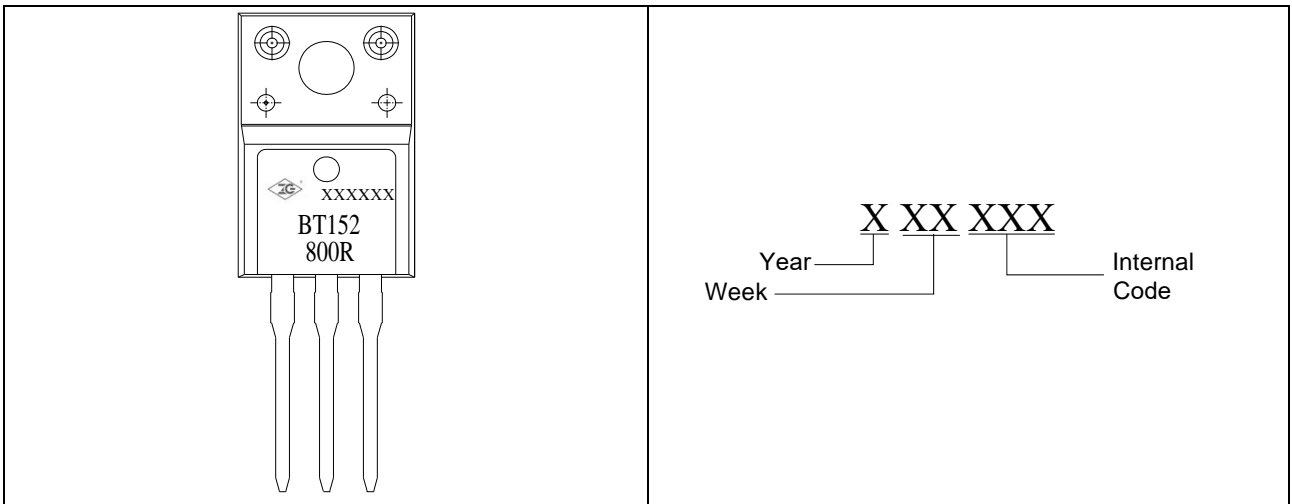 XXXXXX
BT152
800R
X XX XXX
Year
Week
Internal
Code